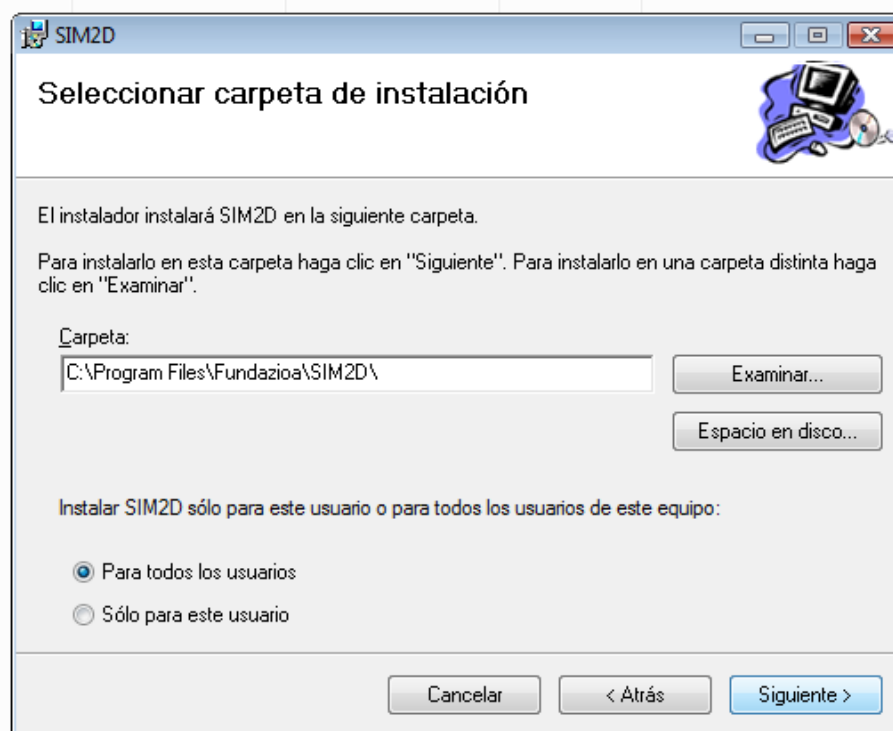 SIM2D
Seleccionar carpeta de instalación
El instalador instalará SIM2D en la siguiente carpeta.
Para instalarlo en esta carpeta haga clic en "Siguiente". Para instalarlo en una carpeta distinta haga
clic en "Examinar".
Carpeta:
C:\Program Files\Fundazioa\SIM2D\
Examinar...
Espacio en disco...
Instalar SIM2D sólo para este usuario o para todos los usuarios de este equipo:
Para todos los usuarios
Sólo para este usuario
Cancelar
< Atrás
Siguiente >